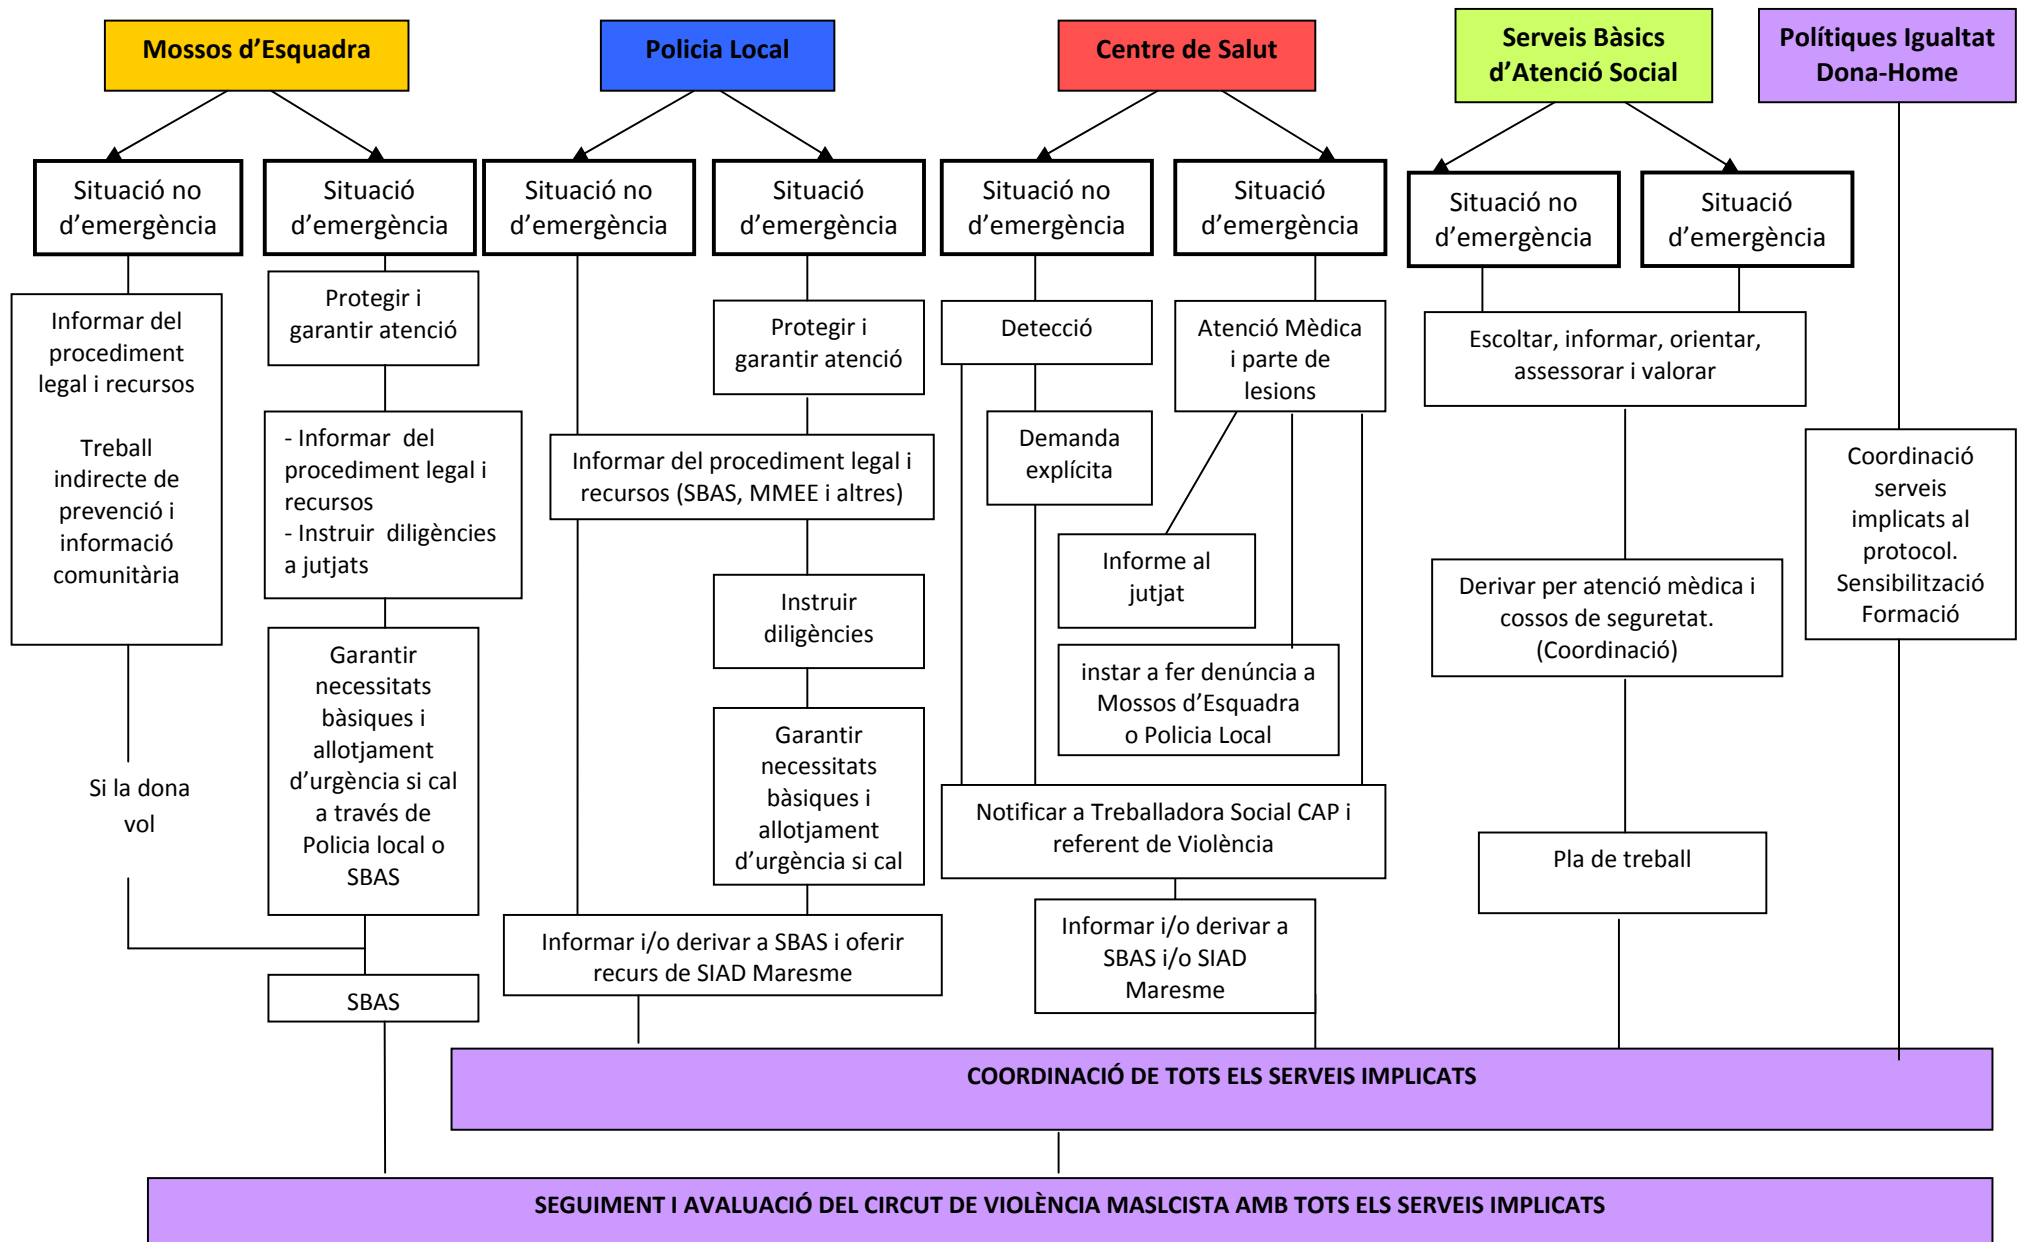 Mossos d’Esquadra
Policia Local
Centre de Salut
Serveis Bàsics
d’Atenció Social
Polítiques Igualtat
Dona-Home
Situació no
d’emergència
Situació
d’emergència
Situació no
d’emergència
Situació
d’emergència
Situació no
d’emergència
Situació
d’emergència
Situació no
d’emergència
Situació
d’emergència
Informar del
procediment
legal i recursos
Treball
indirecte de
prevenció i
informació
comunitària
Si la dona
vol
Protegir i
garantir atenció
- Informar del
procediment legal i
recursos
- Instruir diligències
a jutjats
Garantir
necessitats
bàsiques i
allotjament
d’urgència si cal
a través de
Policia local o
SBAS
SBAS
Protegir i
garantir atenció
Informar del procediment legal i
recursos (SBAS, MMEE i altres)
Instruir
diligències
Garantir
necessitats
bàsiques i
allotjament
d’urgència si cal
Informar i/o derivar a SBAS i oferir
recurs de SIAD Maresme
Detecció
Demanda
explícita
Atenció Mèdica
i parte de
lesions
Informe al
jutjat
instar a fer denúncia a
Mossos d’Esquadra
o Policia Local
Notificar a Treballadora Social CAP i
referent de Violència
Informar i/o derivar a
SBAS i/o SIAD
Maresme
Escoltar, informar, orientar,
assessorar i valorar
Derivar per atenció mèdica i
cossos de seguretat.
(Coordinació)
Pla de treball
Coordinació
serveis
implicats al
protocol.
Sensibilització
Formació
COORDINACIÓ DE TOTS ELS SERVEIS IMPLICATS
SEGUIMENT I AVALUACIÓ DEL CIRCUT DE VIOLÈNCIA MASLCISTA AMB TOTS ELS SERVEIS IMPLICATS